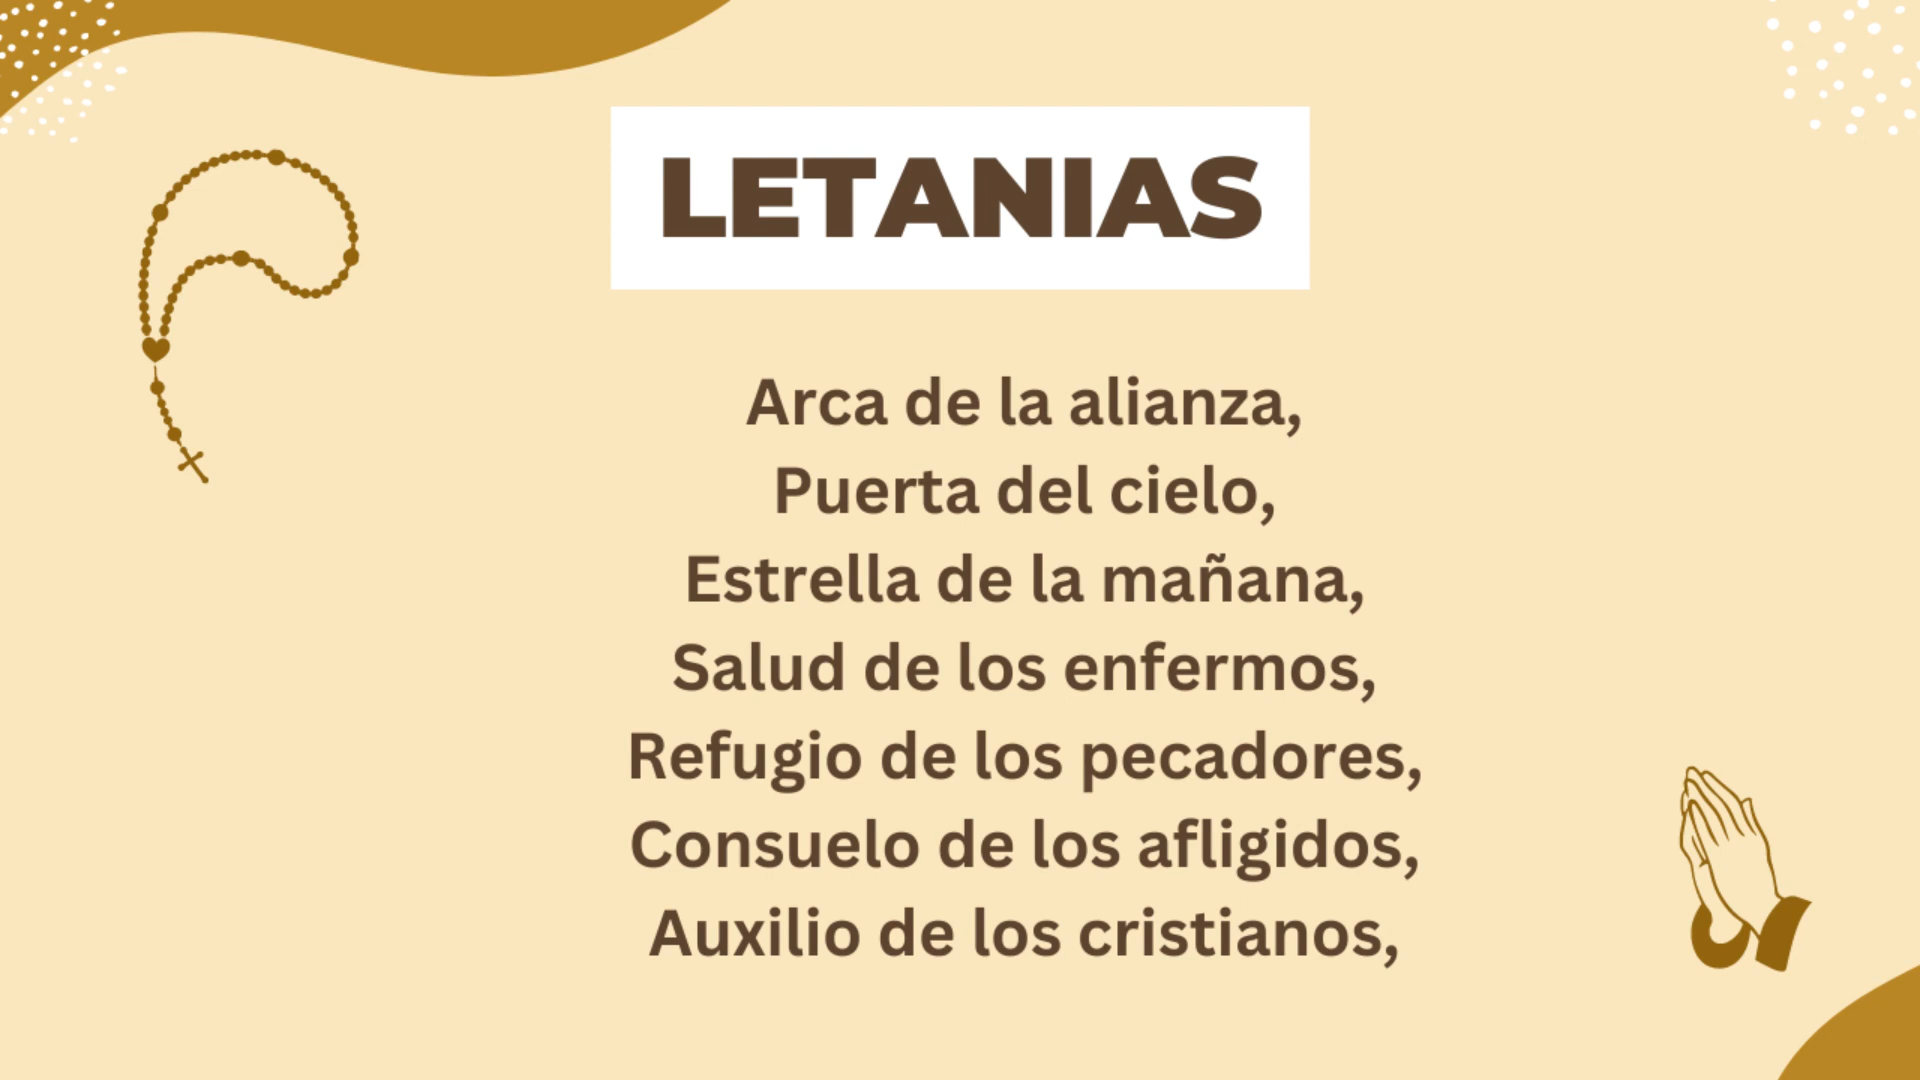 LETANIAS
Arca de la alianza,
Puerta del cielo,
Estrella de la mañana,
Salud de los enfermos,
Refugio de los pecadores,
Consuelo de los afligidos,
Auxilio de los cristianos,